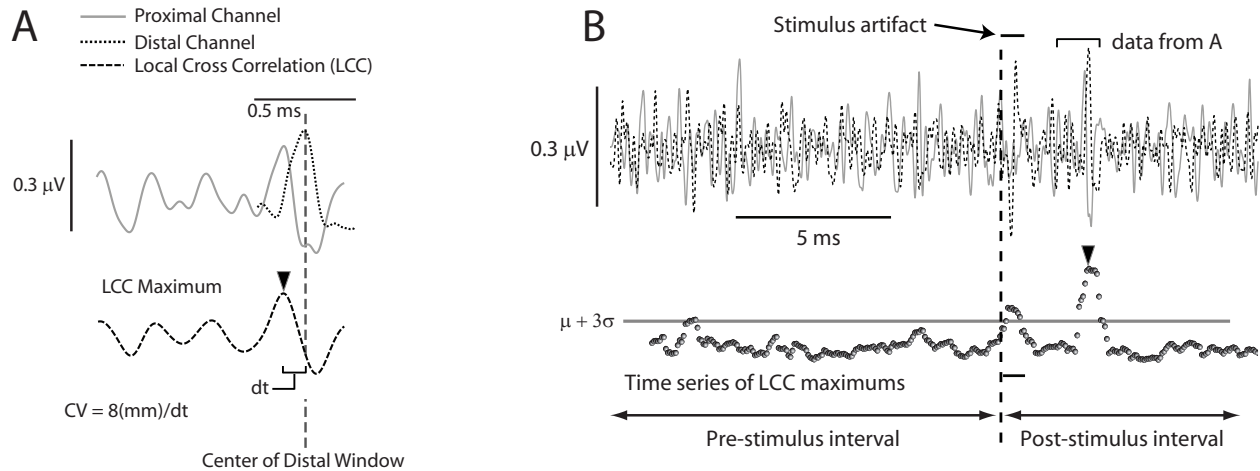 A
Proximal Channel
Distal Channel
Local Cross Correlation (LCC)
0.5 ms
0.3 μV
LCC Maximum
dt
CV = 8(mm)/dt
Center of Distal Window
B
Stimulus artifact
data from A
0.3 μV
5 ms
μ + 3σ
Time series of LCC maximums
Pre-stimulus interval
Post-stimulus interval